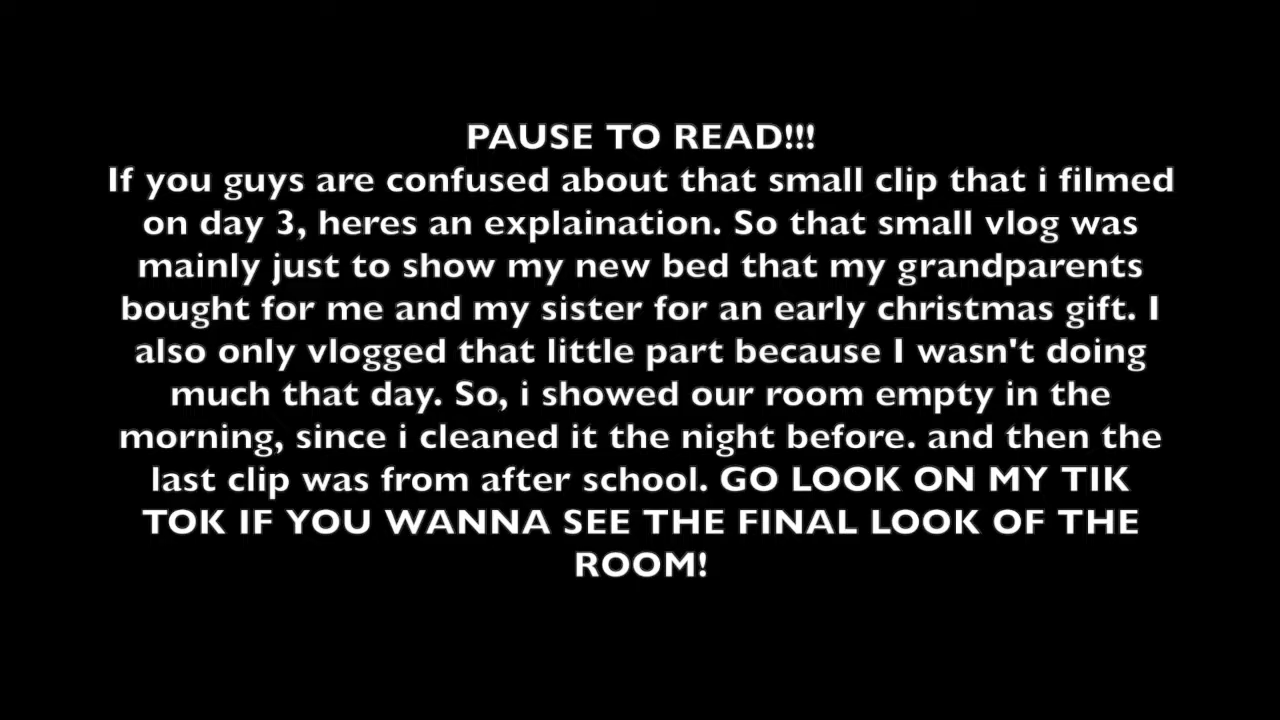 PAUSE TO READ!!!
If you guys are confused about that small clip that i filmed
on day 3, heres an explaination. So that small vlog was
mainly just to show my new bed that my grandparents
bought for me and my sister for an early christmas gift. I
also only vlogged that little part because I wasn't doing
much that day. So, i showed our room empty in the
morning, since i cleaned it the night before. and then the
last clip was from after school. GO LOOK ON MY TIK
TOK IF YOU WANNA SEE THE FINAL LOOK OF THE
ROOM!